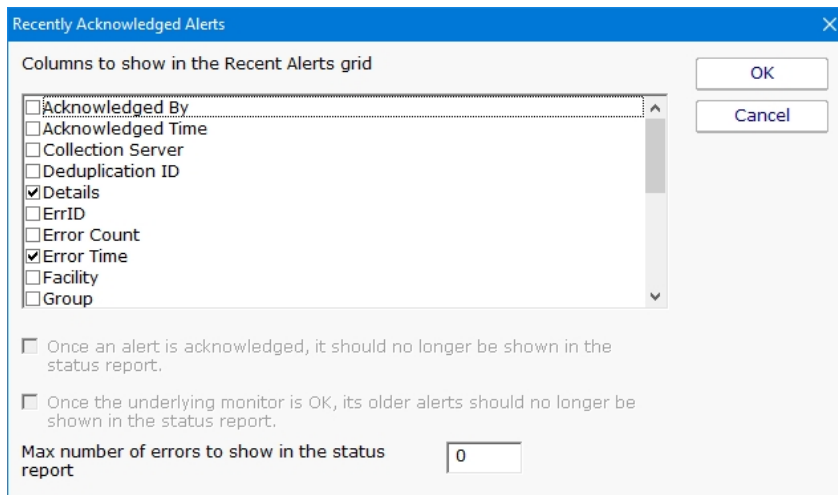 Recently Acknowledged Alerts
Columns to show in the Recent Alerts grid
OK
Cancel
Acknowledged By
Acknowledged Time
Collection Server
Deduplication ID
Details
ErrID
Error Count
Error Time
Facility
Group
Once an alert is acknowledged, it should no longer be shown in the
status report.
Once the underlying monitor is OK, its older alerts should no longer be
shown in the status report.
Max number of errors to show in the status
report
0